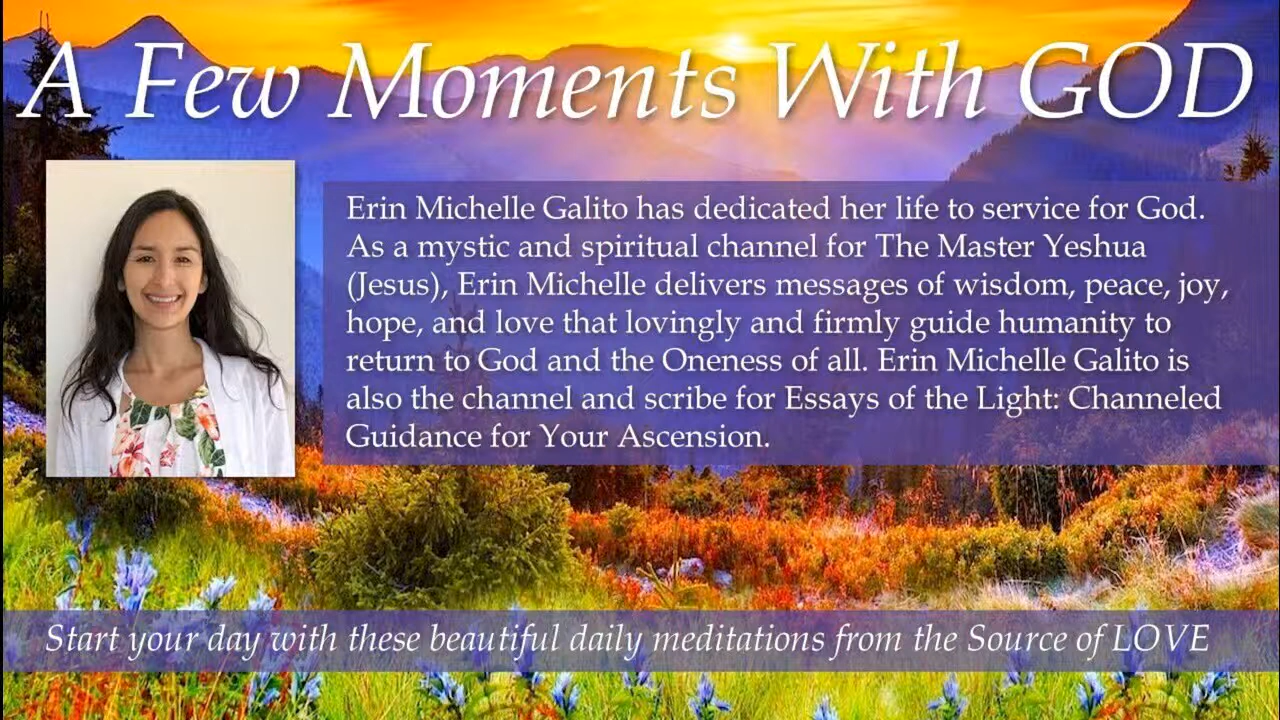 A Few Moments With GOD
Erin Michelle Galito has dedicated her life to service for God.
As a mystic and spiritual channel for The Master Yeshua
(Jesus), Erin Michelle delivers messages of wisdom, peace, joy,
hope, and love that lovingly and firmly guide humanity to
return to God and the Oneness of all. Erin Michelle Galito is
also the channel and scribe for Essays of the Light: Channeled
Guidance for Your Ascension.
Start your day with these beautiful daily meditations from the Source of LOVE